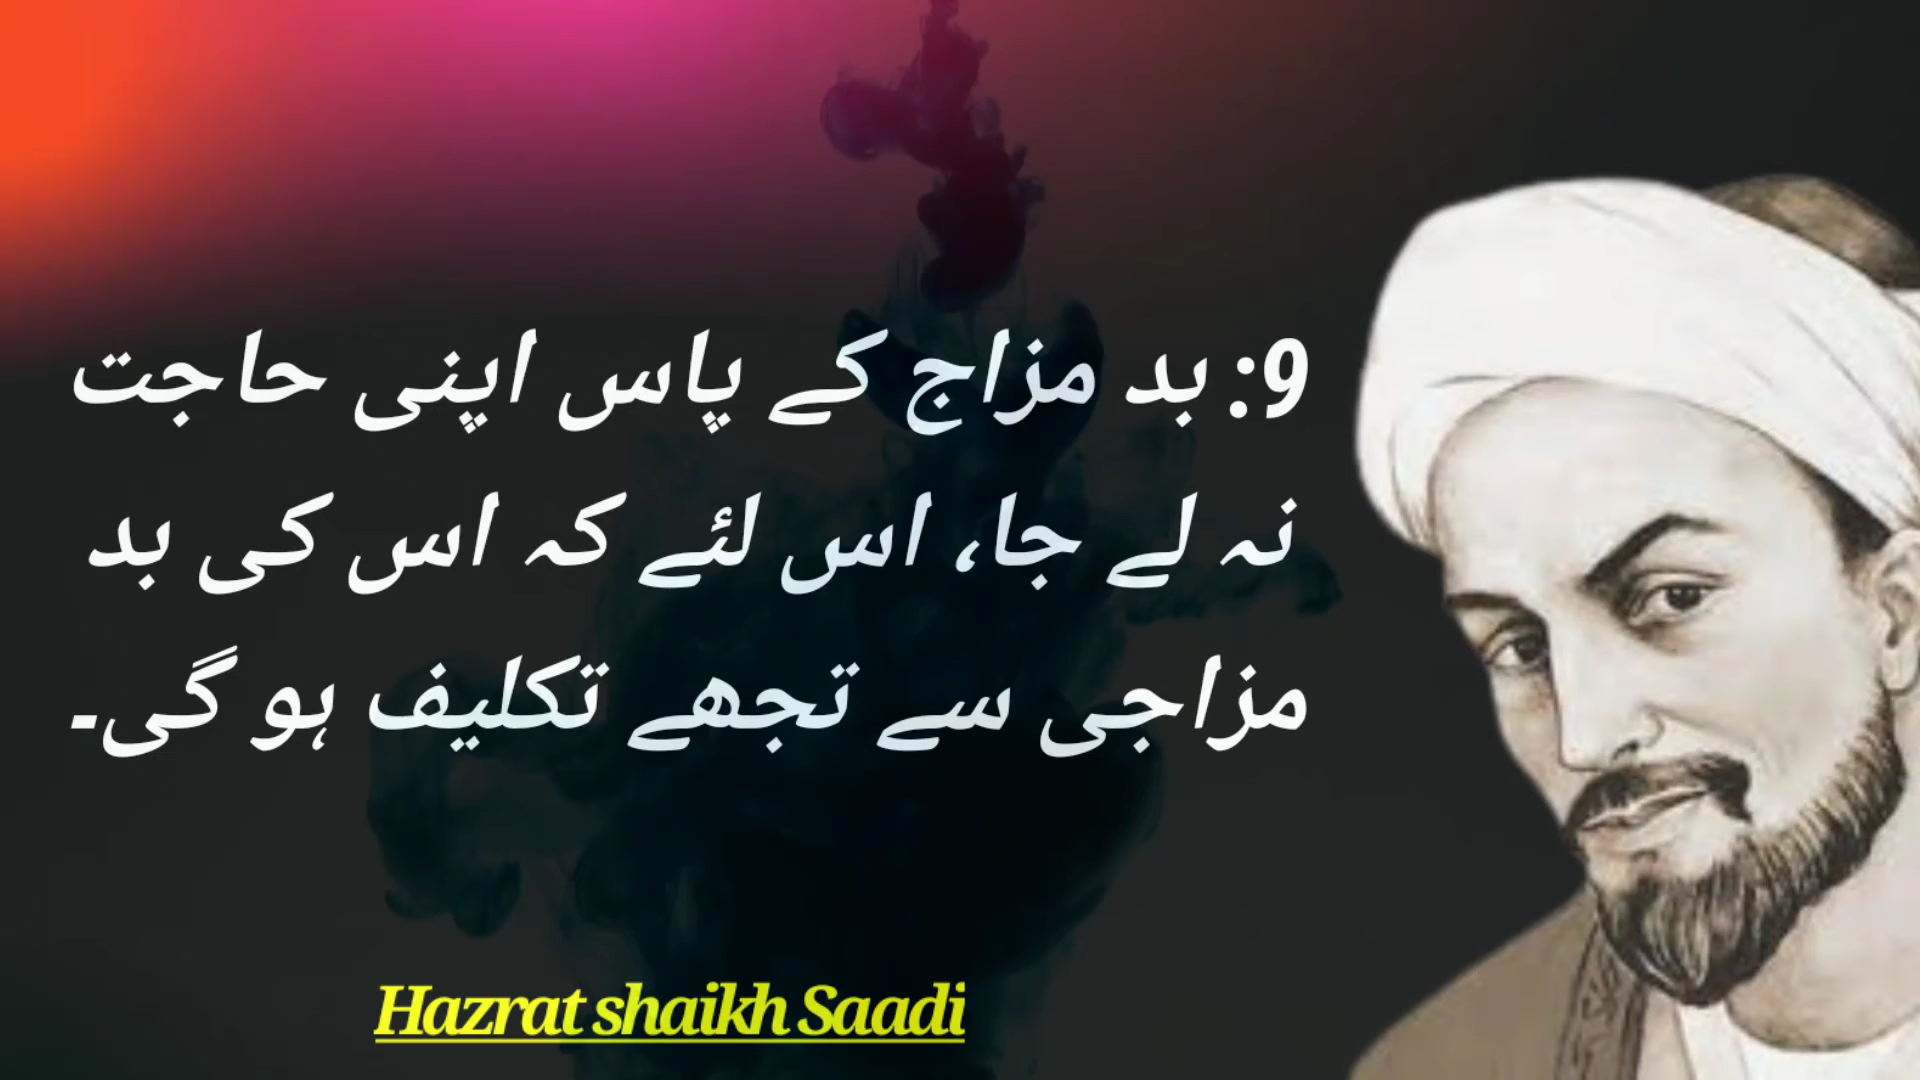 9: بد مزاج کے پاس اپنی حاجت
نہ لے جا، اس لئے کہ اس کی بد
مزاجی سے تجھے تکلیف ہو گی۔
Hazrat shaikh Saadi